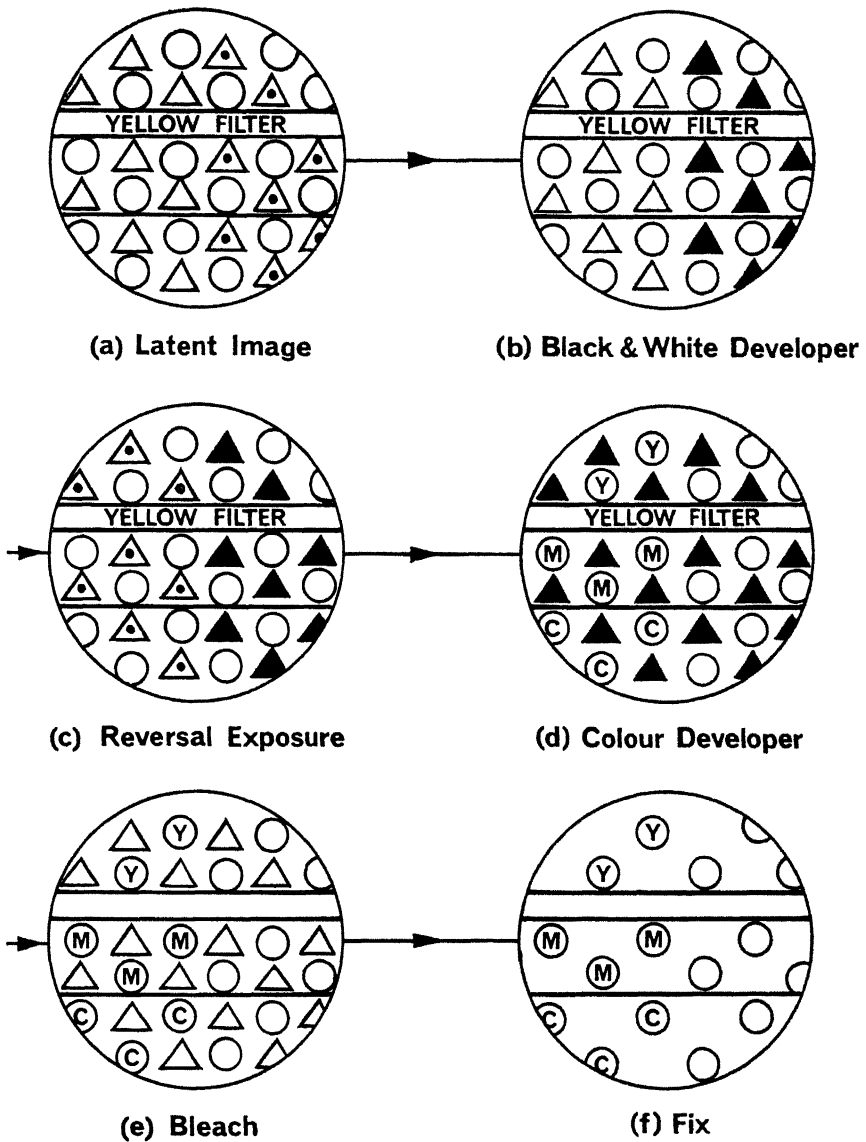 YELLOW FILTER
YELLOW FILTER
(a) Latent Image
(b) Black & White Developer
Y
Y
YELLOW FILTER
YELLOW FILTER
M M
M
C C
C
(c) Reversal Exposure
(d) Colour Developer
Y
Y
Y
Y
M M
M M
M
M
C C
C C
C
C
(e) Bleach
(f) Fix